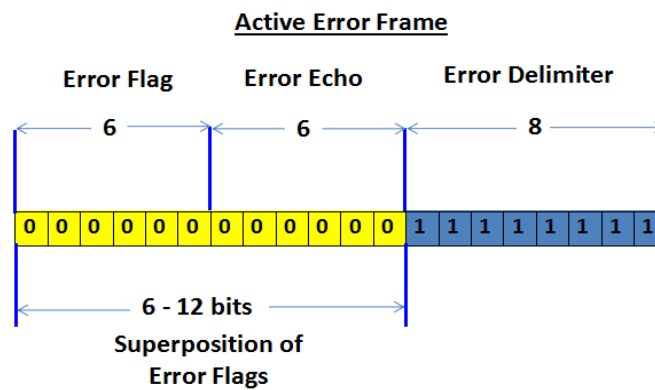 Active Error Frame
Error Flag Error Echo Error Delimiter
6 6 8
0 0 0 0 0 0 0 0 0 0 0 0 1 1 1 1 1 1 1 1
6 - 12 bits
Superposition of
Error Flags